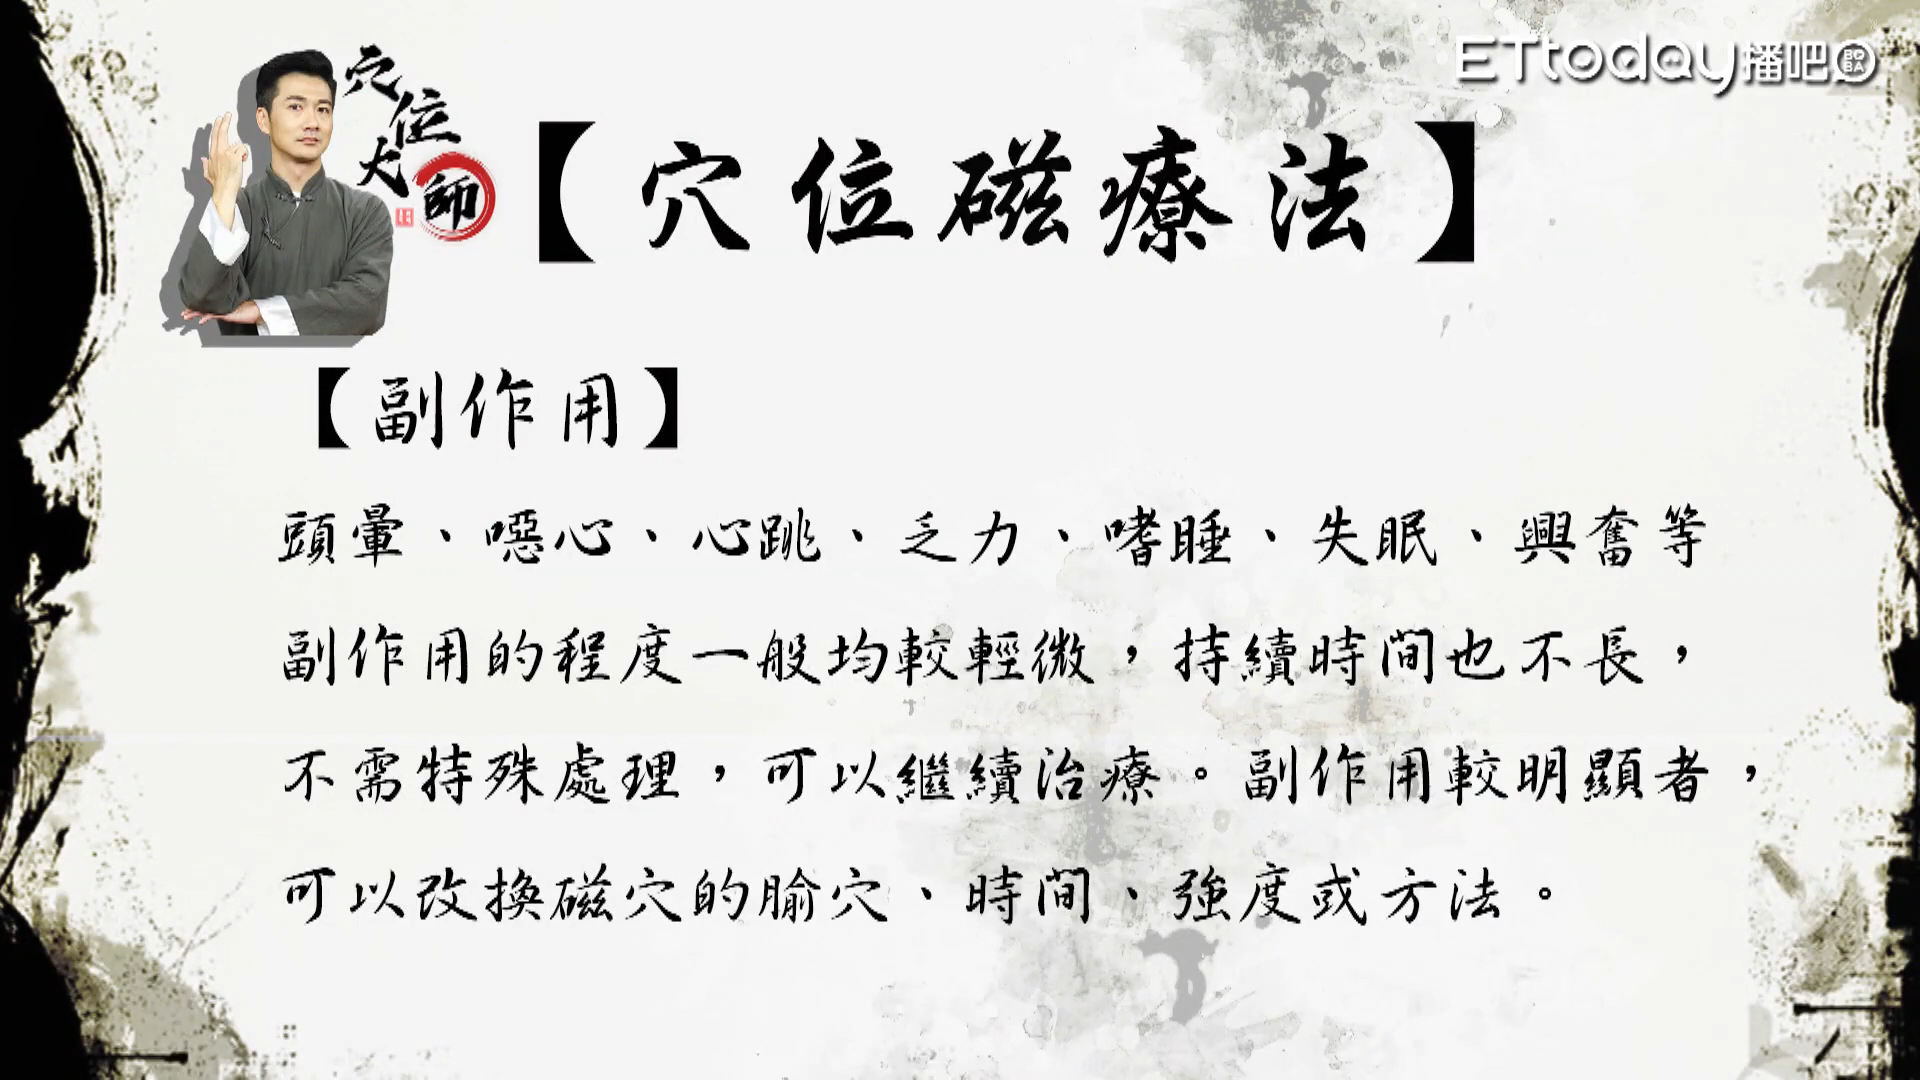 ETtoday播吧
BOBA
穴位大師
【穴位磁療法】
【副作用】
頭暈、噁心、心跳、乏力、嗜睡、失眠、興奮等
副作用的程度一般均較輕微,持續時間也不長,
不需特殊處理,可以繼續治療。副作用較明顯者,
可以改換磁穴的腧穴、時間、強度或方法。